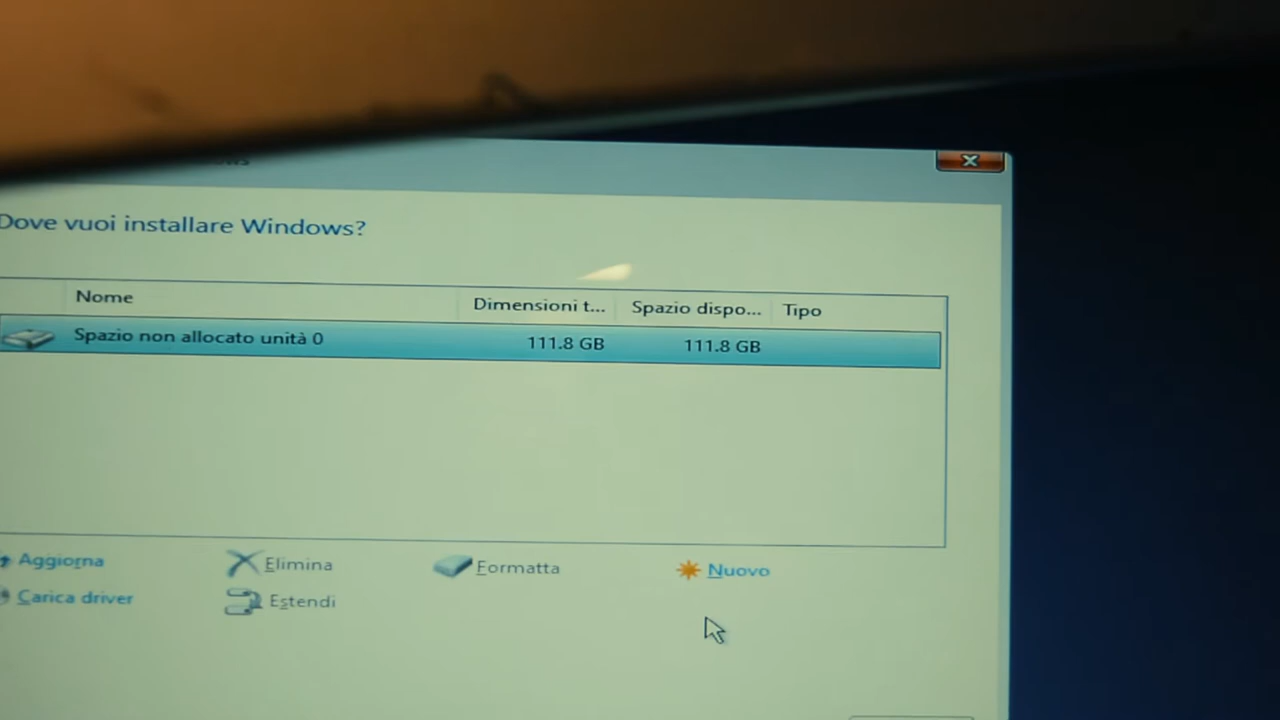 Dove vuoi installare Windows?
Nome Dimensioni t... Spazio dispo... Tipo
Spazio non allocato unità 0 111.8 GB 111.8 GB
Aggiorna Elimina Formatta Nuovo
Carica driver Estendi